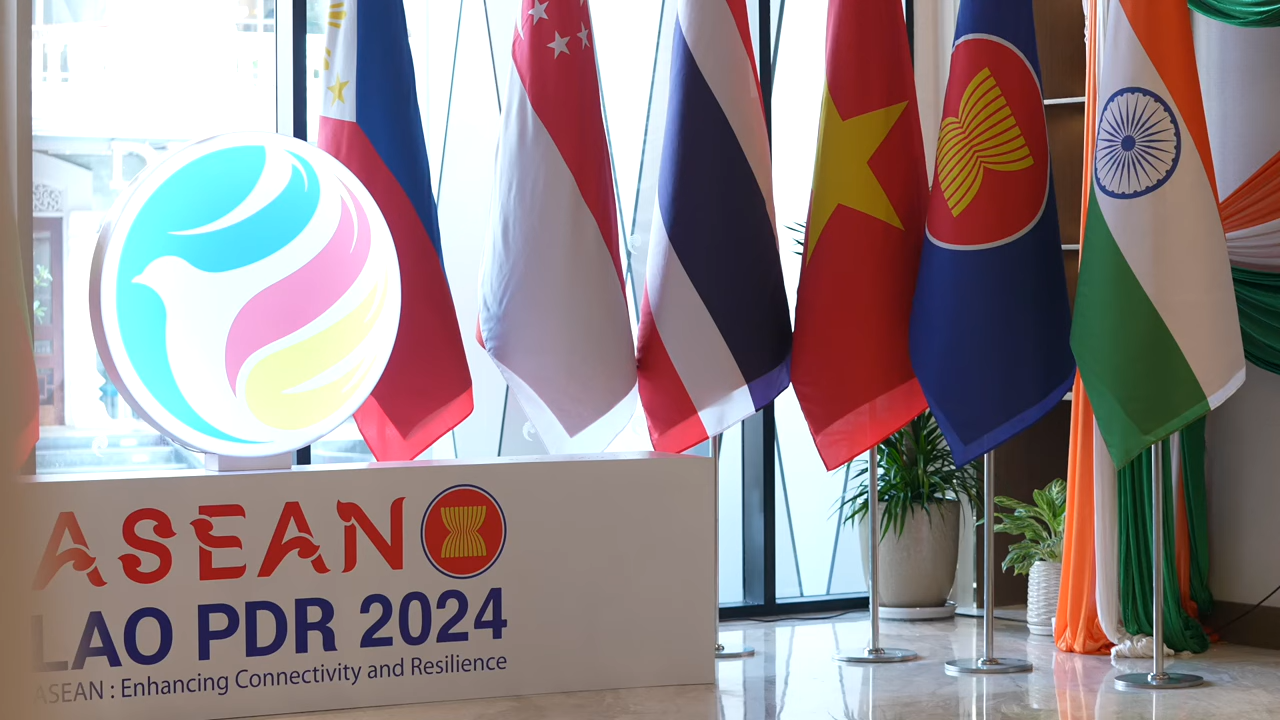 ASEAN
LAO PDR 2024
ASEAN : Enhancing Connectivity and Resilience